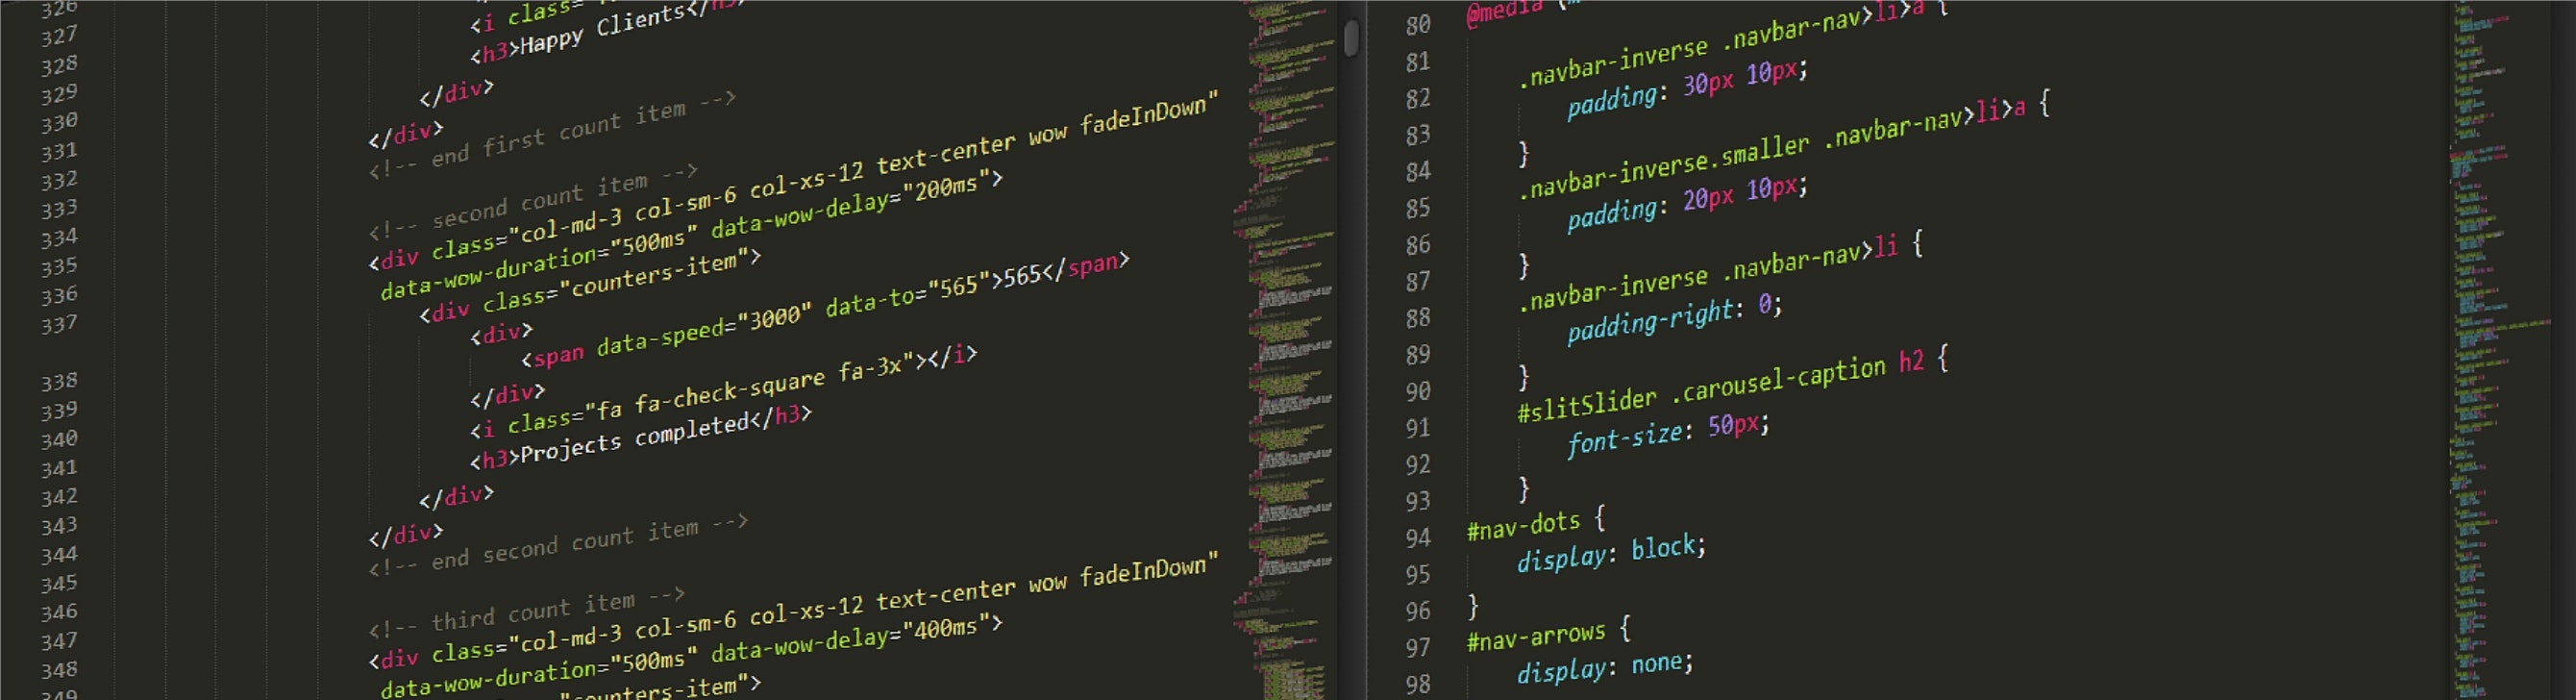 326
327
328
329
330
331
332
333
334
335
336
337
338
339
340
341
342
343
344
345
346
347
348
349
<i class=
<h3>Happy Clients</h3>
</div>
</div>
<!-- end first count item -->
<!-- second count item -->
<div class="col-md-3 col-sm-6 col-xs-12 text-center wow fadeInDown"
data-wow-duration="500ms" data-wow-delay="200ms">
<div class="counters-item">
<div>
<span data-speed="3000" data-to="565">565</span>
</div>
<i class="fa fa-check-square fa-3x"></i>
<h3>Projects completed</h3>
</div>
</div>
<!-- end second count item -->
<!-- third count item -->
<div class="col-md-3 col-sm-6 col-xs-12 text-center wow fadeInDown"
data-wow-duration="500ms" data-wow-delay="400ms">
"counters-item">
80
81
82
83
84
85
86
87
88
89
90
91
92
93
94
95
96
97
98
@media
.navbar-inverse .navbar-nav>li>a {
padding: 30px 10px;
}
.navbar-inverse.smaller .navbar-nav>li>a {
padding: 20px 10px;
}
.navbar-inverse .navbar-nav>li {
padding-right: 0;
}
#slitSlider .carousel-caption h2 {
font-size: 50px;
}
#nav-dots {
display: block;
}
#nav-arrows {
display: none;